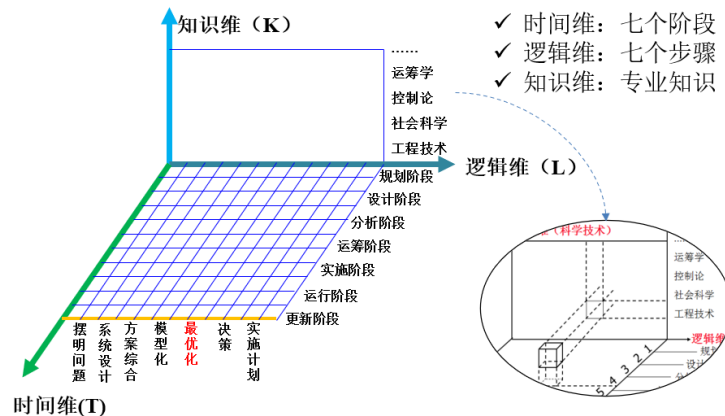 知识维（K）
✓ 时间维：七个阶段
✓ 逻辑维：七个步骤
✓ 知识维：专业知识
……
运筹学
控制论
社会科学
工程技术
逻辑维（L）
规划阶段
设计阶段
分析阶段
运筹阶段
实施阶段
运行阶段
更新阶段
摆明问题
系统设计
方案综合
模型化
最优化
决策
实施计划
时间维(T)
（科学技术）
……
运筹学
控制论
社会科学
工程技术
逻辑维
规划
设计
5 4 3 2 1